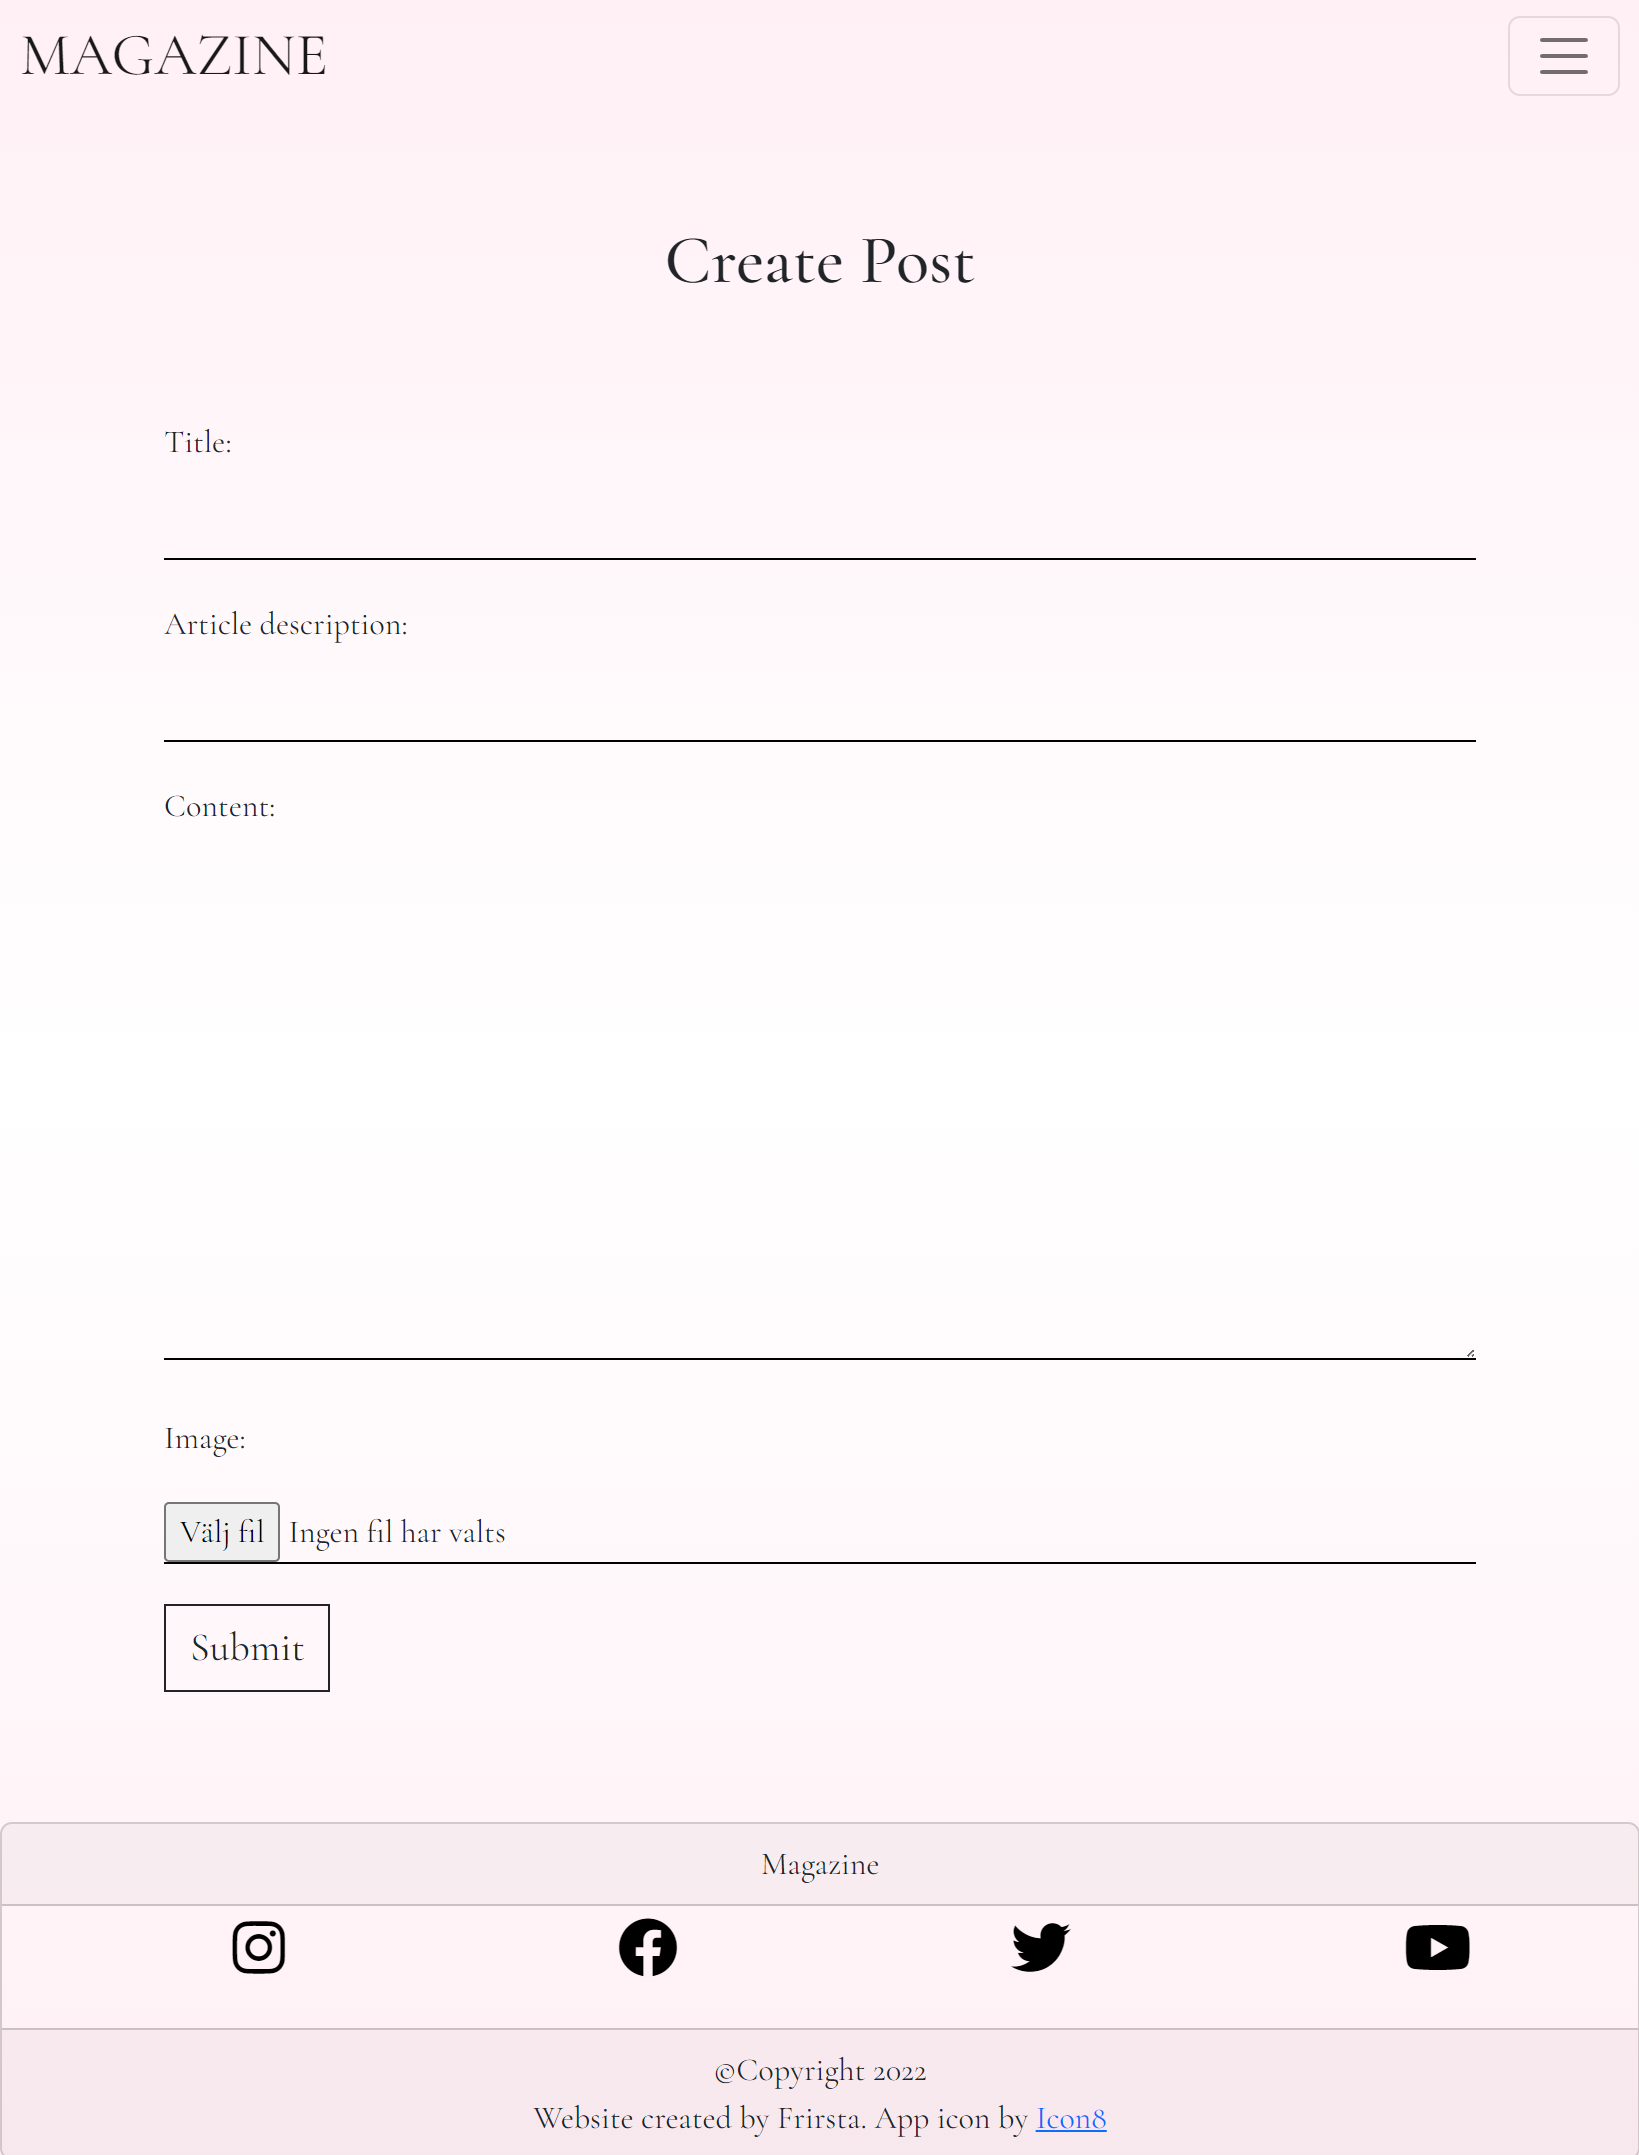 MAGAZINE
Create Post
Title:
Article description:
Content:
Image:
Välj fil Ingen fil har valts
Submit
Magazine
©Copyright 2022
Website created by Frirsta. App icon by Icon8